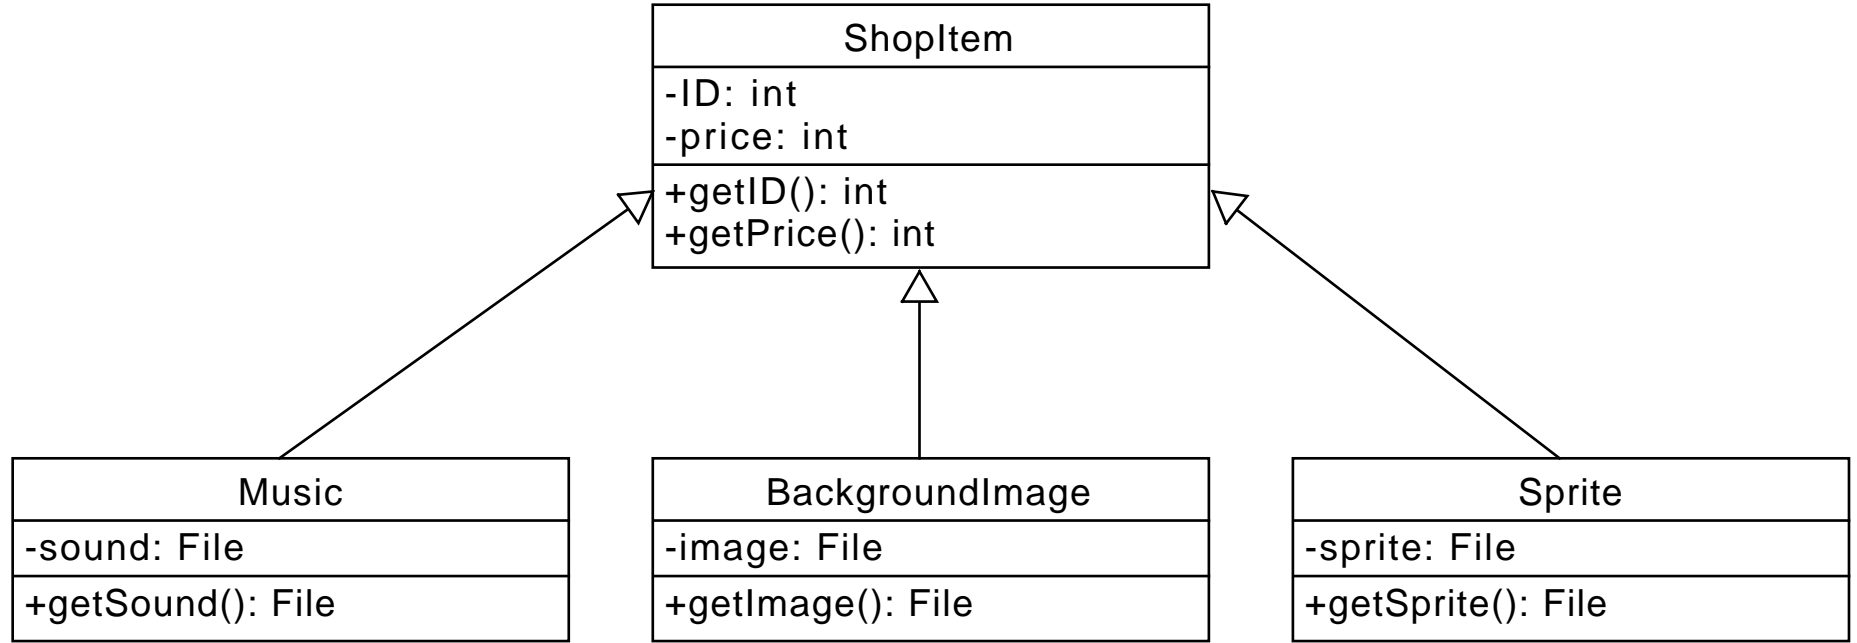 ShopItem
-ID: int
-price: int
+getID(): int
+getPrice(): int
Music
-sound: File
+getSound(): File
BackgroundImage
-image: File
+getImage(): File
Sprite
-sprite: File
+getSprite(): File